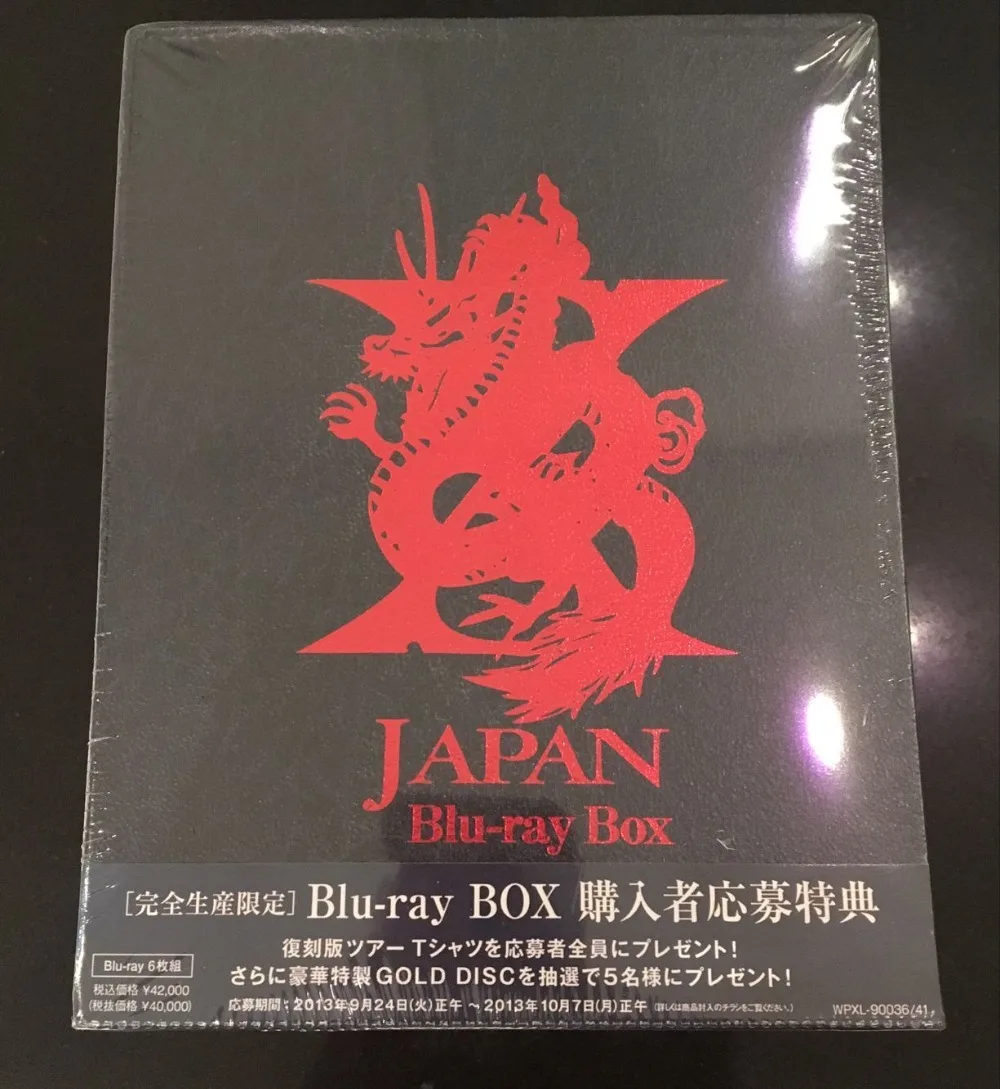 X
JAPAN
Blu-ray Box
[完全生産限定] Blu-ray BOX 購入者応募特典
復刻版ツアー Tシャツを応募者全員にプレゼント!
さらに豪華特製GOLD DISCを抽選で5名様にプレゼント!
Blu-ray 6枚組
税込価格 ¥42,000
(税抜価格 ¥40,000)
応募期間:2013年9月24日(火)正午 〜2013年10月7日(月)正午 (詳しくは商品封入のチラシをご覧ください。)
WPXL-90036/41